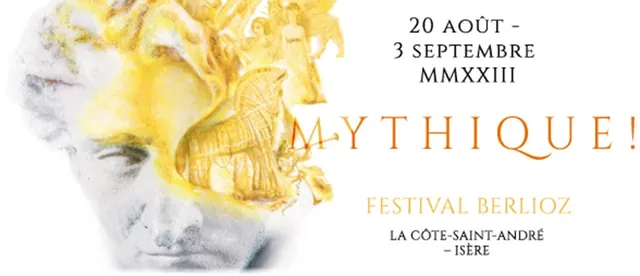 20 AOÛT -
3 SEPTEMBRE
MMXXIII
MYTHIQUE!
FESTIVAL BERLIOZ
LA CÔTE-SAINT-ANDRÉ
– ISÈRE